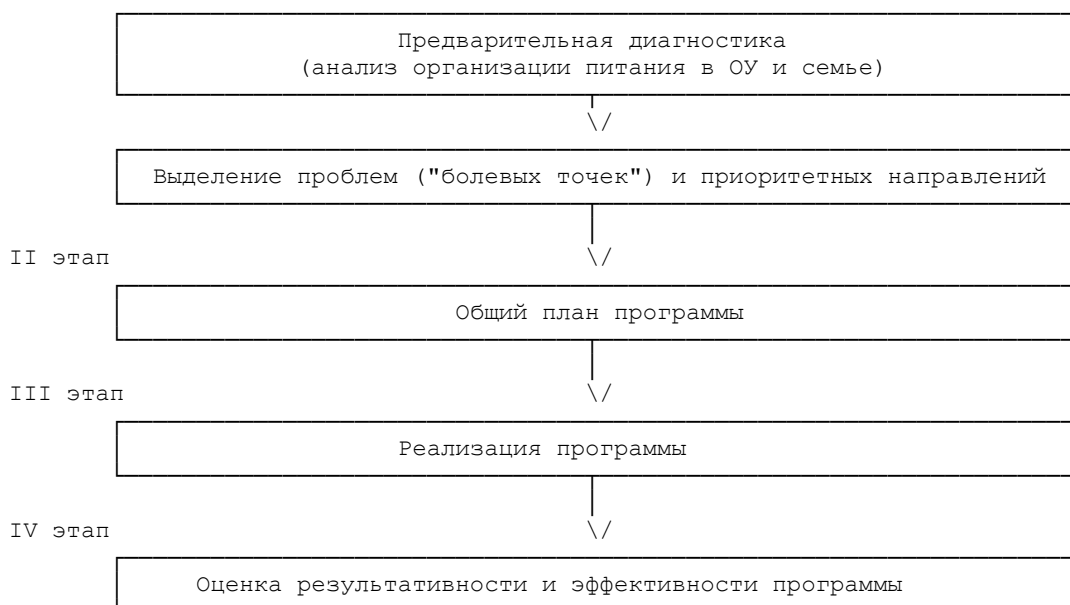 Предварительная диагностика
(анализ организации питания в ОУ и семье)
\/
Выделение проблем ("болевых точек") и приоритетных направлений
II этап \/
Общий план программы
III этап \/
Реализация программы
IV этап \/
Оценка результативности и эффективности программы